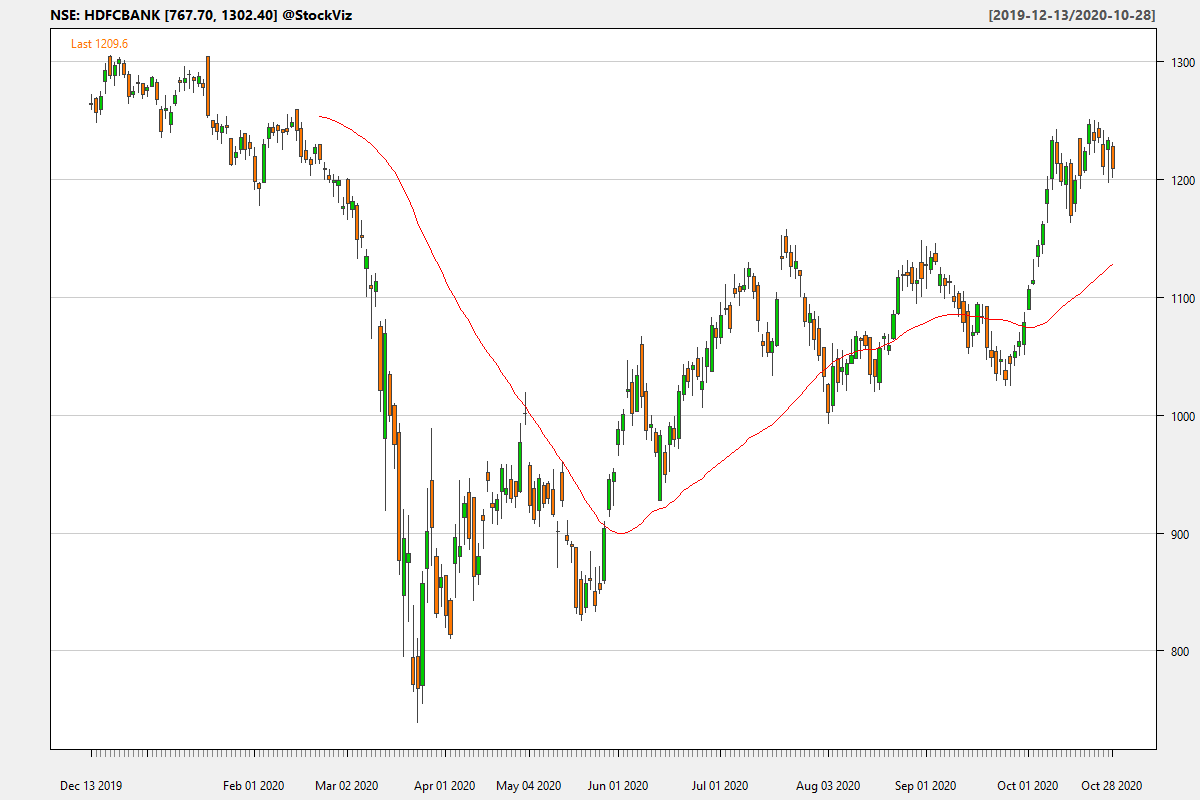 NSE: HDFCBANK [767.70, 1302.40] @StockViz
[2019-12-13/2020-10-28]
Last 1209.6
1300
1200
1100
1000
900
800
Dec 13 2019 Feb 01 2020 Mar 02 2020 Apr 01 2020 May 04 2020 Jun 01 2020 Jul 01 2020 Aug 03 2020 Sep 01 2020 Oct 01 2020 Oct 28 2020